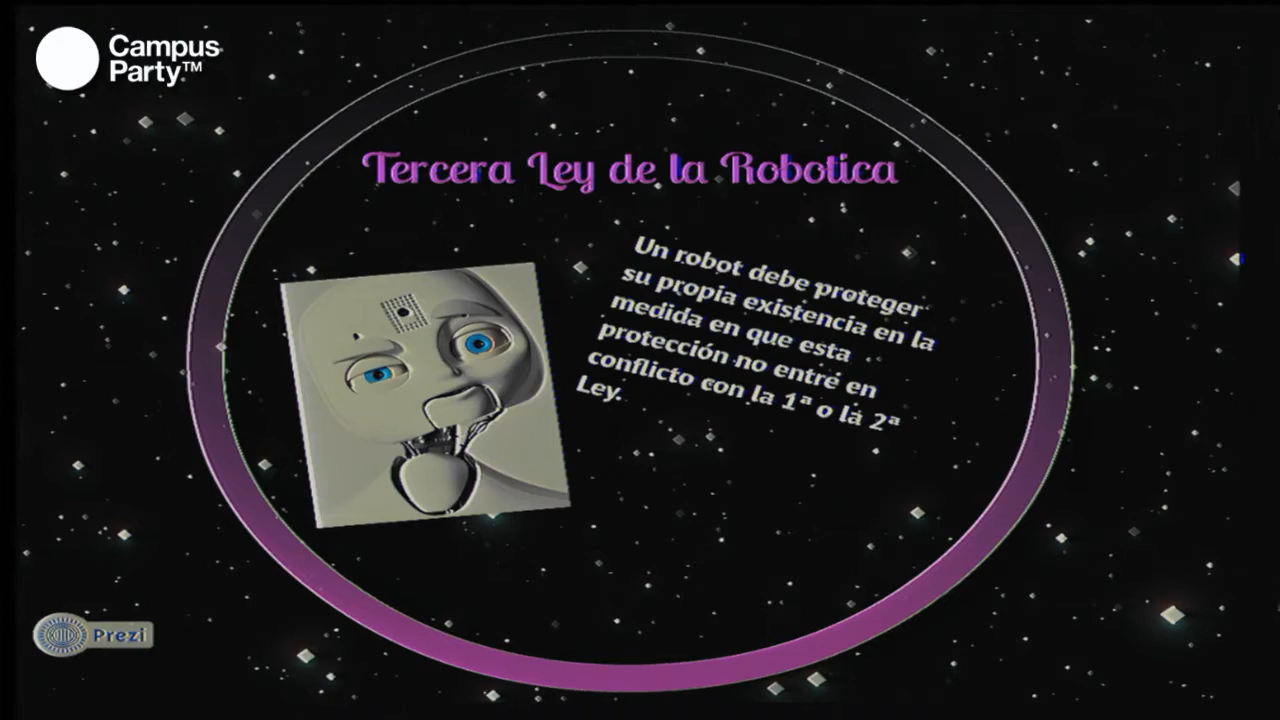 Campus
Party™
Tercera Ley de la Robotica
Un robot debe proteger
su propia existencia en la
medida en que esta
protección no entre en
conflicto con la 1ª o la 2ª
Ley.
Prezi